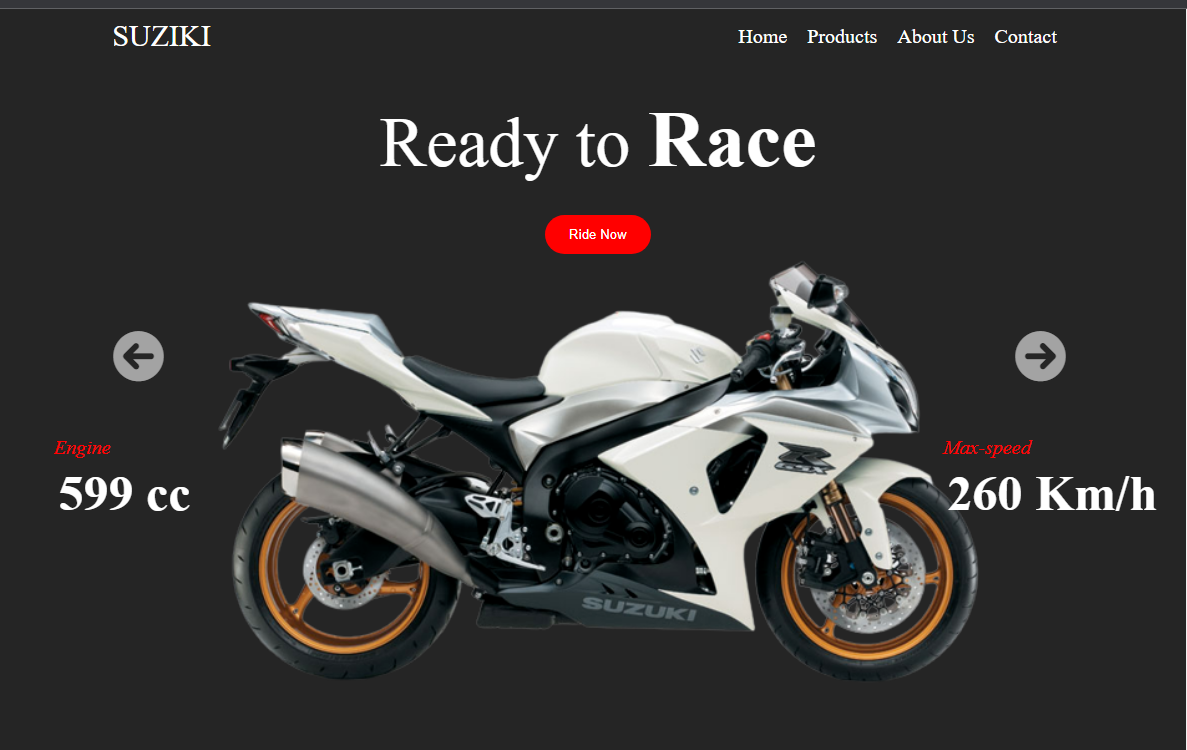 SUZIKI
Home Products About Us Contact
Ready to Race
Ride Now
Engine
599 cc
Max-speed
260 Km/h
R
GSX
SUZUKI